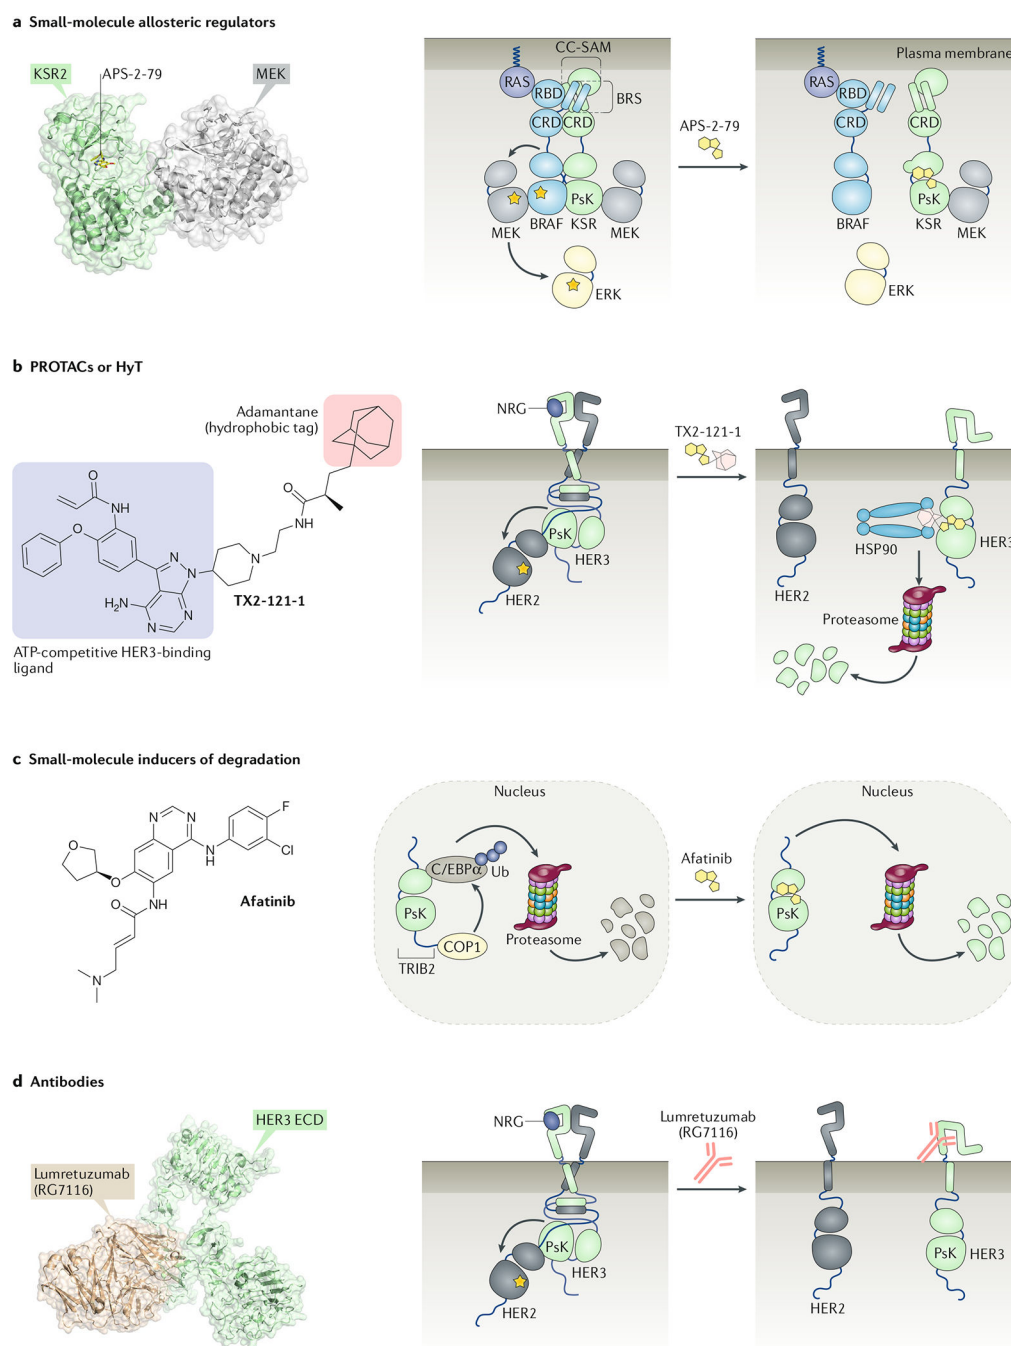 a Small-molecule allosteric regulators
KSR2
APS-2-79
MEK
CC-SAM
RAS
RBD
BRS
CRD
CRD
PsK
MEK
BRAF
KSR
MEK
ERK
APS-2-79
Plasma membrane
RAS
RBD
CRD
CRD
PsK
BRAF
KSR
MEK
ERK
b PROTACs or HyT
Adamantane
(hydrophobic tag)
O
NH
O
O
NH
N
N
N
H2N
N
N
N
TX2-121-1
ATP-competitive HER3-binding
ligand
NRG
PsK
HER3
HER2
TX2-121-1
HSP90
HER3
HER2
Proteasome
c Small-molecule inducers of degradation
F
N
N
Cl
O
NH
O
NH
O
Afatinib
N
Nucleus
C/EBPα
Ub
PsK
COP1
TRIB2
Proteasome
Afatinib
Nucleus
PsK
d Antibodies
HER3 ECD
Lumretuzumab
(RG7116)
NRG
PsK
HER3
HER2
Lumretuzumab
(RG7116)
PsK
HER3
HER2